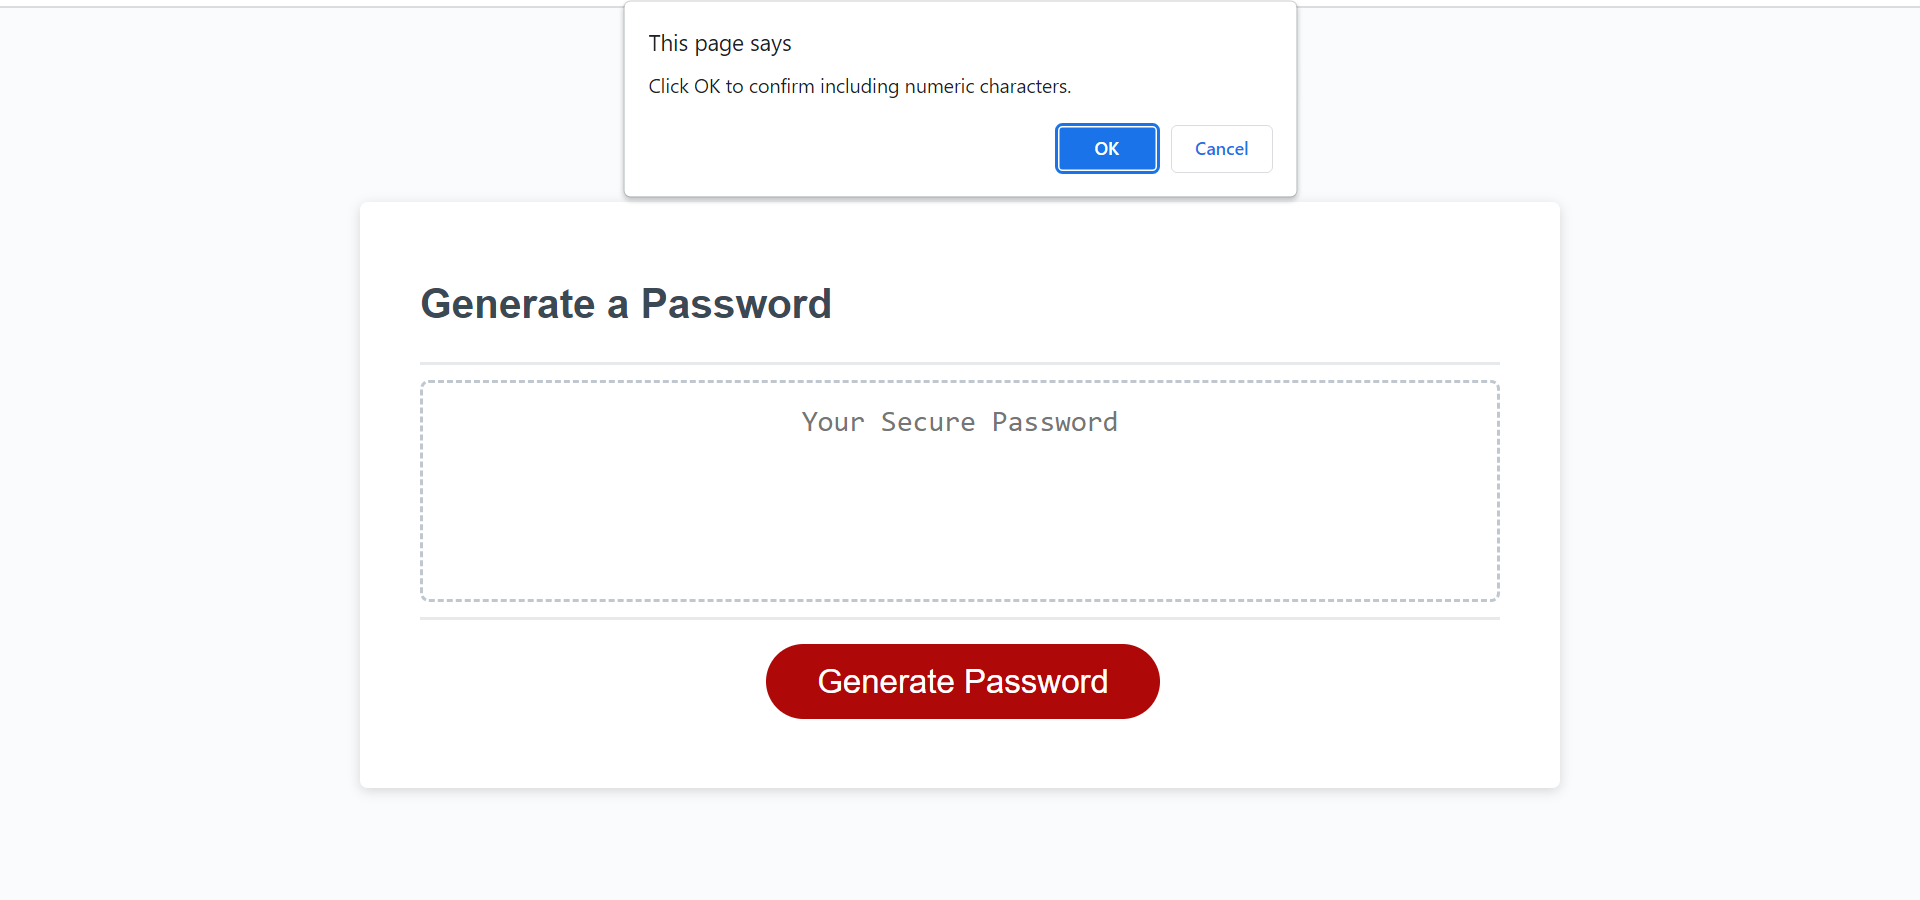 This page says
Click OK to confirm including numeric characters.
OK Cancel
Generate a Password
Your Secure Password
Generate Password